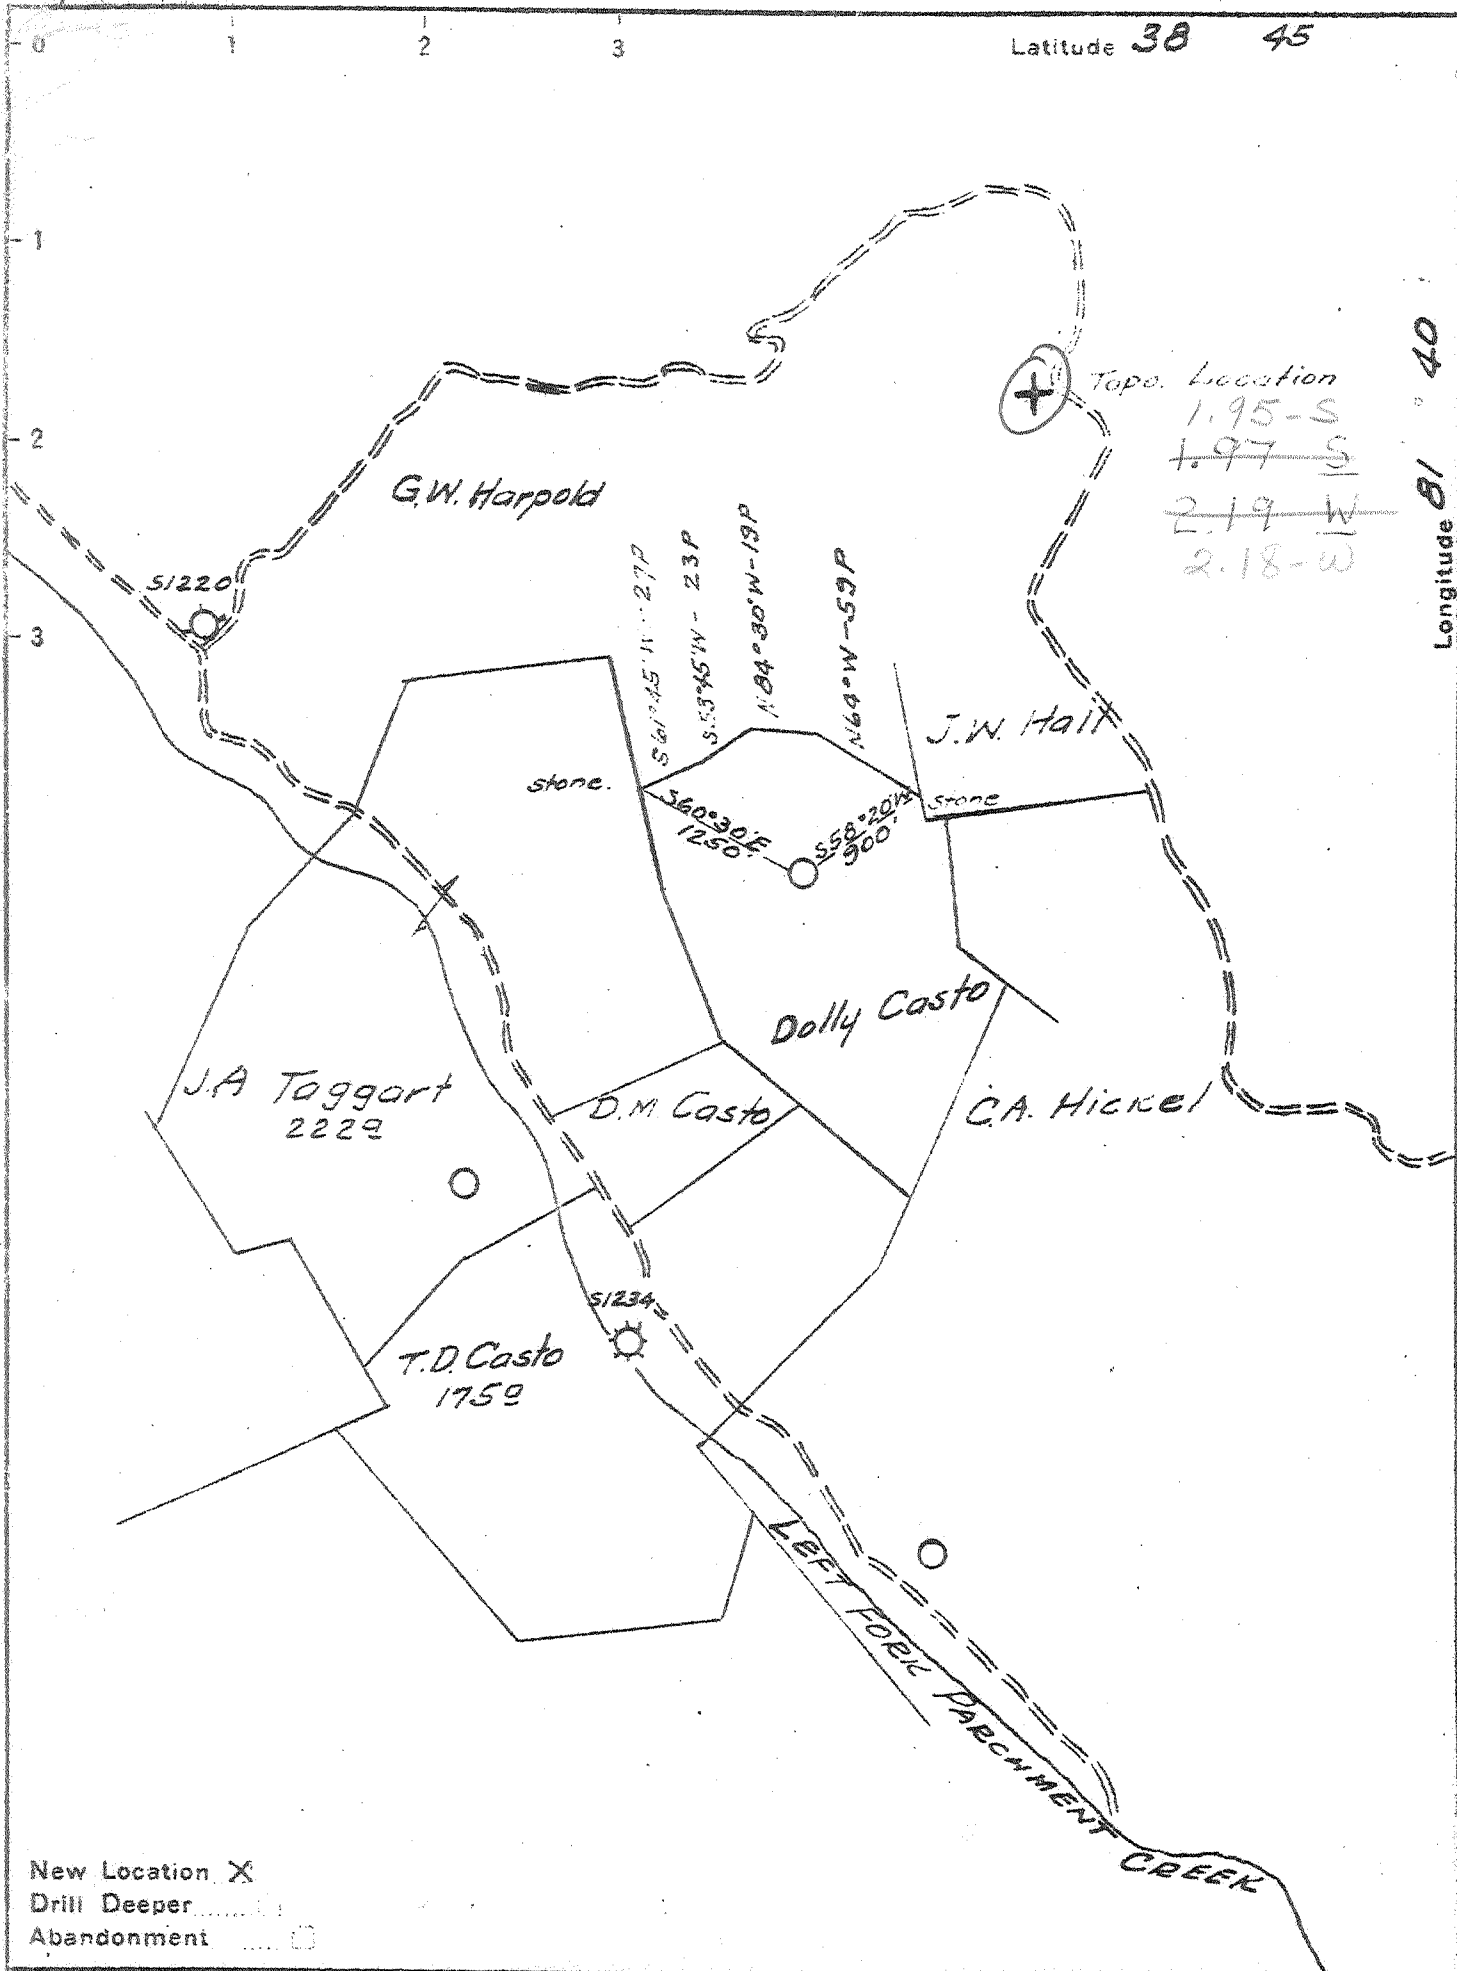 0 1 2 3
Latitude 38 45
1
2
3
Longitude 81 ° 40
Topo. Location
1.95-S
1.97 S
2.19 W
2.18-W
G.W. Harpold
S1220
S61°45'W - 27P
S53°45'W - 23P
N84°30'W-19P
N64°W-59P
J.W. Hall
stone.
Stone
S60°30'E
1250'
S58°20'W
900'
Dolly Casto
J.A Taggart
222a
D.M. Casto
C.A. Hickel
S1234
T.D. Casto
175a
LEFT FORK PARCHMENT
CREEK
New Location X
Drill Deeper
Abandonment